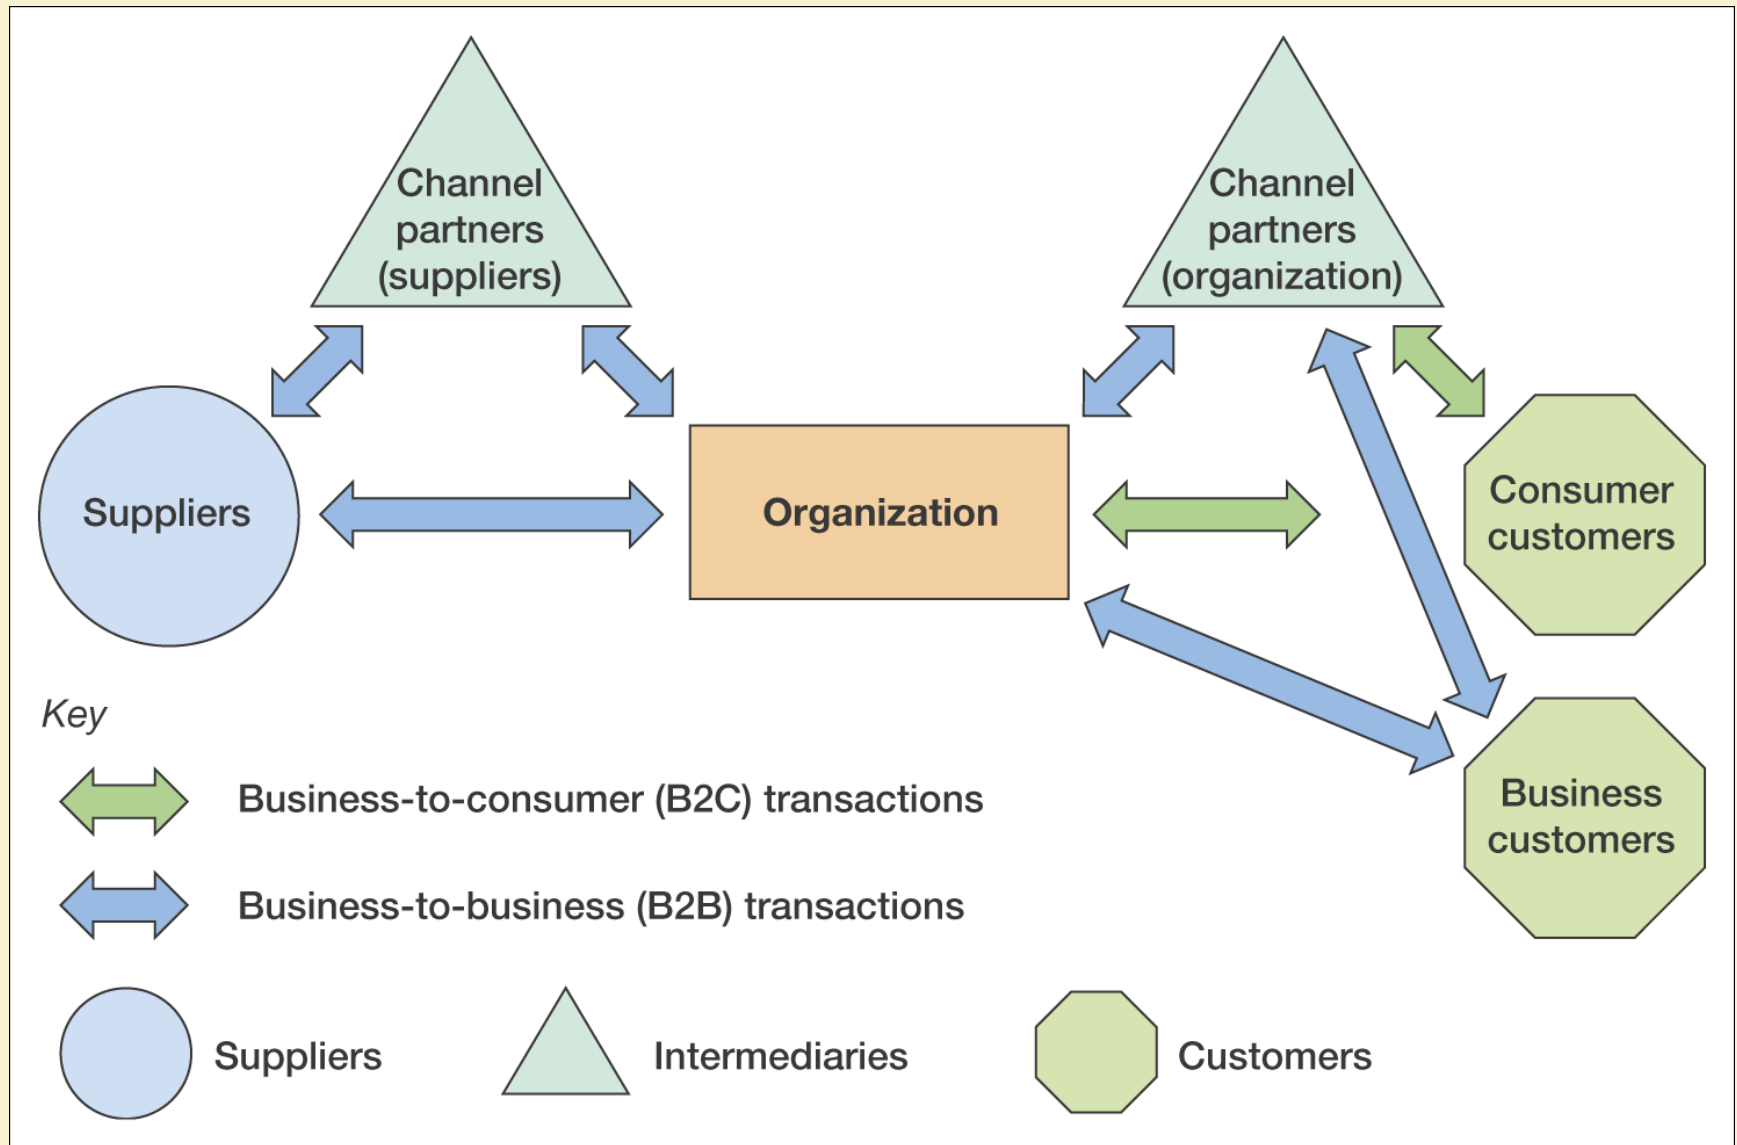 Channel
partners
(suppliers)
Channel
partners
(organization)
Suppliers
Organization
Consumer
customers
Business
customers
Key
Business-to-consumer (B2C) transactions
Business-to-business (B2B) transactions
Suppliers
Intermediaries
Customers